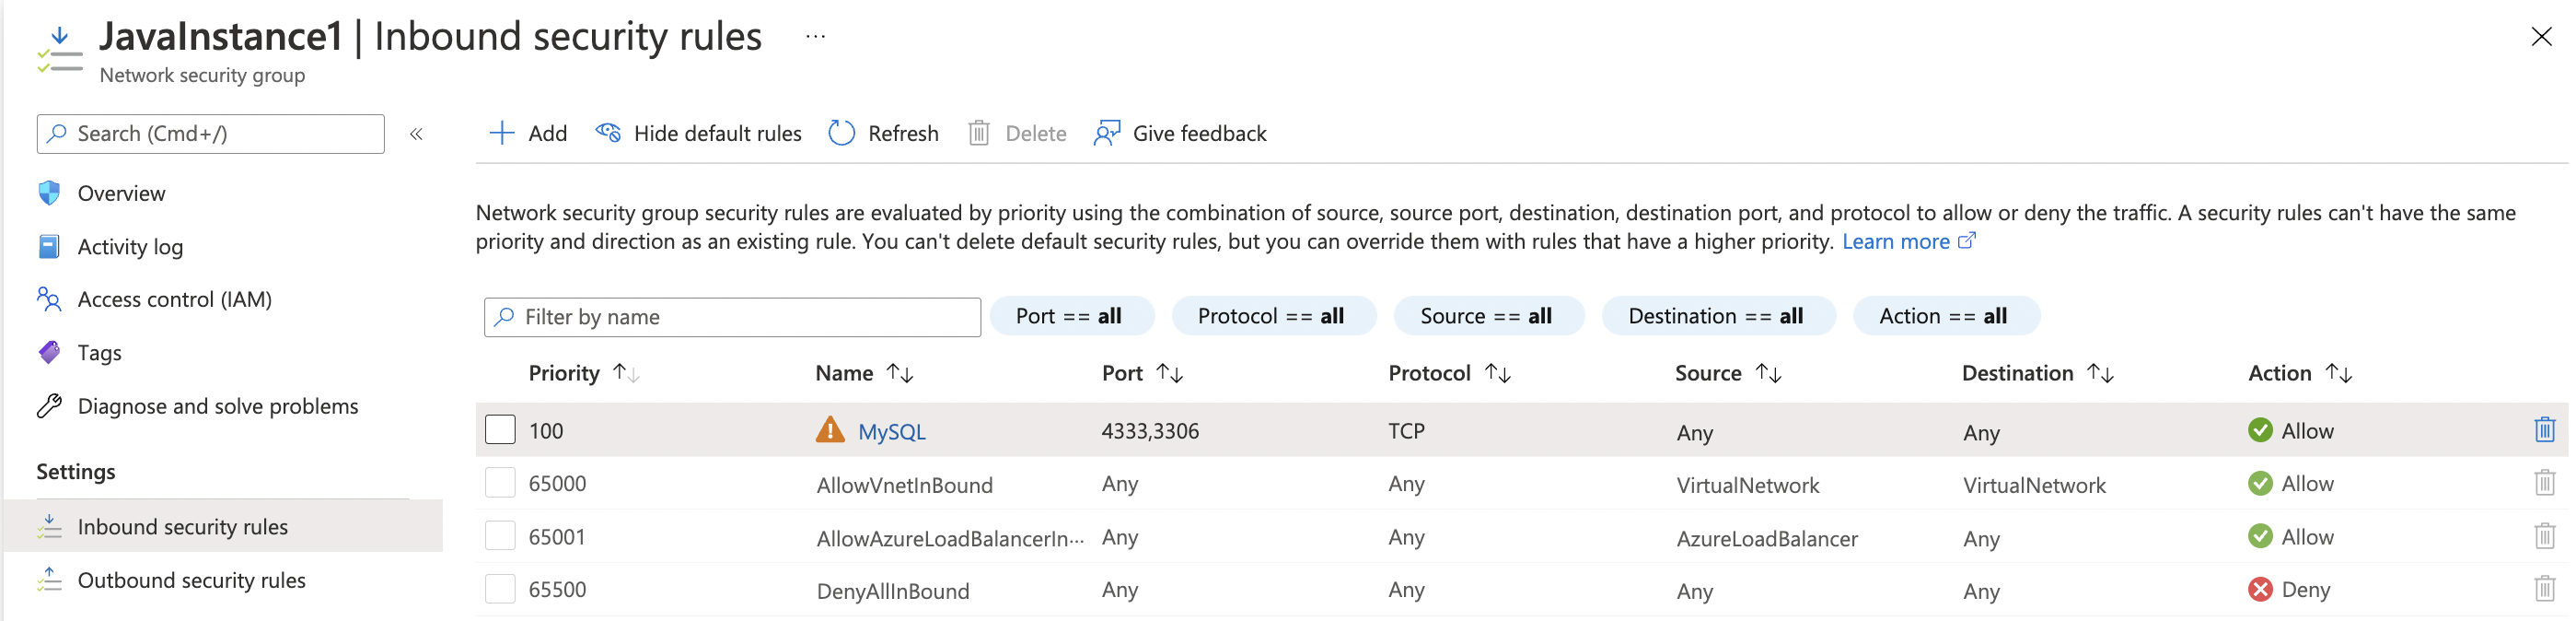 JavaInstance1 | Inbound security rules ...
Network security group
Search (Cmd+/)
«
Add
Hide default rules
Refresh
Delete
Give feedback
Overview
Activity log
Access control (IAM)
Tags
Diagnose and solve problems
Settings
Inbound security rules
Outbound security rules
Network security group security rules are evaluated by priority using the combination of source, source port, destination, destination port, and protocol to allow or deny the traffic. A security rules can't have the same
priority and direction as an existing rule. You can't delete default security rules, but you can override them with rules that have a higher priority. Learn more
Filter by name
Port == all
Protocol == all
Source == all
Destination == all
Action == all
Priority ↑↓ Name ↑↓ Port ↑↓ Protocol ↑↓ Source ↑↓ Destination ↑↓ Action ↑↓
100 MySQL 4333,3306 TCP Any Any Allow
65000 AllowVnetInBound Any Any VirtualNetwork VirtualNetwork Allow
65001 AllowAzureLoadBalancerIn... Any Any AzureLoadBalancer Any Allow
65500 DenyAllInBound Any Any Any Any Deny